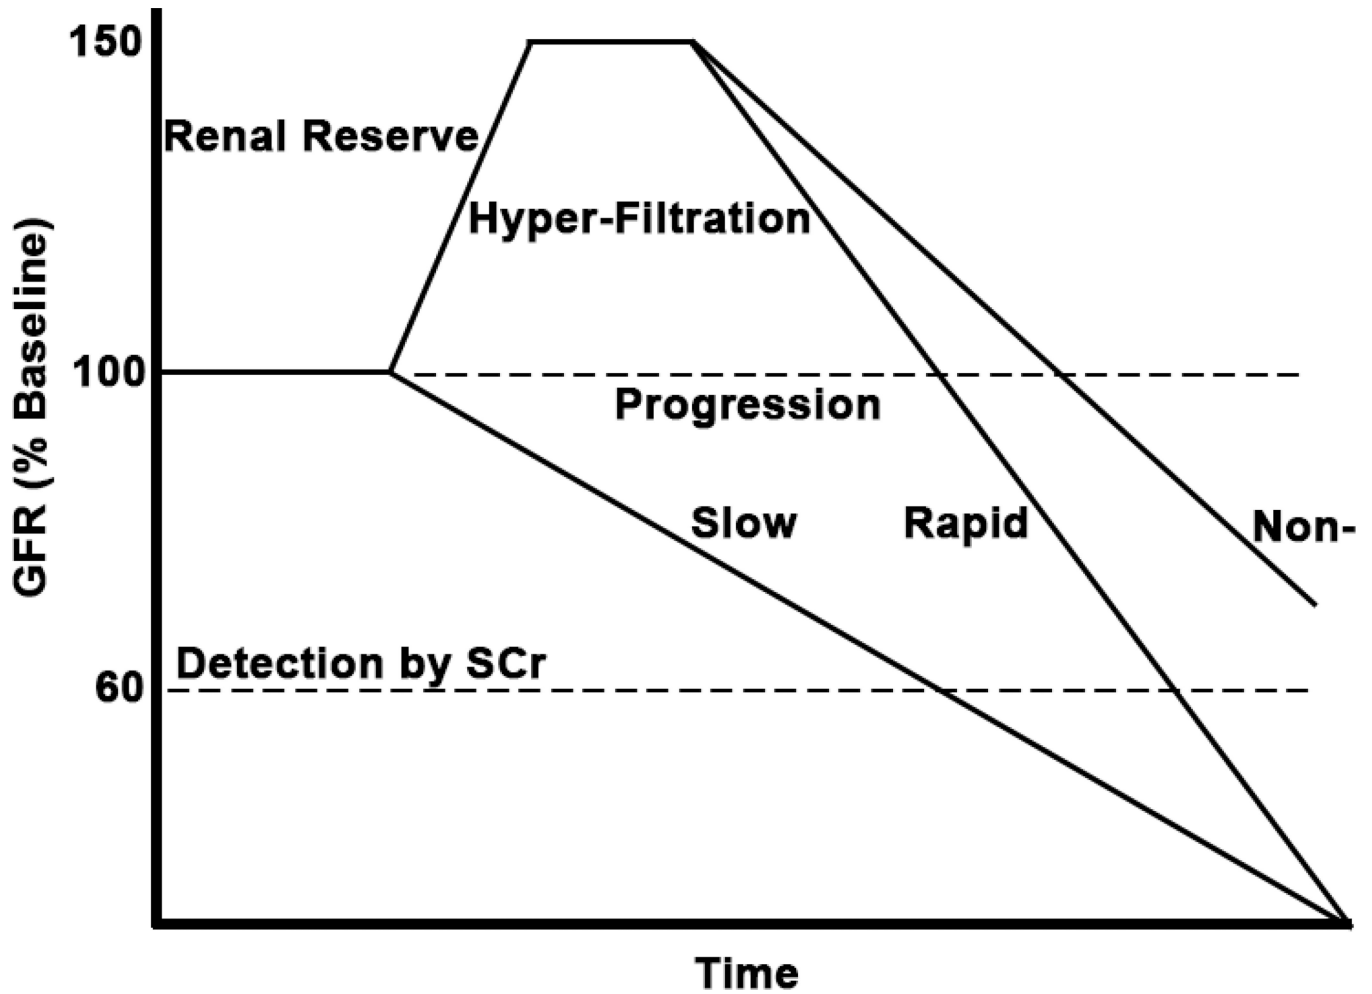 150
Renal Reserve
Hyper-Filtration
GFR (% Baseline)
100
Progression
Slow
Rapid
Non-
Detection by SCr
60
Time